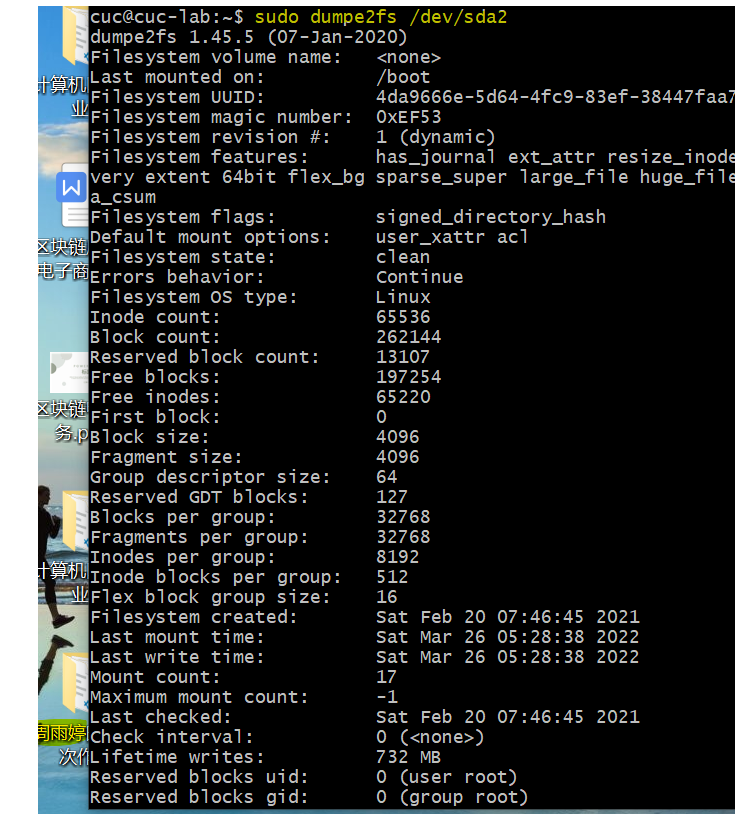 cuc@cuc-lab:~$ sudo dumpe2fs /dev/sda2
dumpe2fs 1.45.5 (07-Jan-2020)
Filesystem volume name:   <none>
Last mounted on:          /boot
Filesystem UUID:          4da9666e-5d64-4fc9-83ef-38447faa7
Filesystem magic number:  0xEF53
Filesystem revision #:    1 (dynamic)
Filesystem features:      has_journal ext_attr resize_inode
very extent 64bit flex_bg sparse_super large_file huge_file
a_csum
Filesystem flags:         signed_directory_hash
Default mount options:    user_xattr acl
Filesystem state:         clean
Errors behavior:          Continue
Filesystem OS type:       Linux
Inode count:              65536
Block count:              262144
Reserved block count:     13107
Free blocks:              197254
Free inodes:              65220
First block:              0
Block size:               4096
Fragment size:            4096
Group descriptor size:    64
Reserved GDT blocks:      127
Blocks per group:         32768
Fragments per group:      32768
Inodes per group:         8192
Inode blocks per group:   512
Flex block group size:    16
Filesystem created:       Sat Feb 20 07:46:45 2021
Last mount time:          Sat Mar 26 05:28:38 2022
Last write time:          Sat Mar 26 05:28:38 2022
Mount count:              17
Maximum mount count:      -1
Last checked:             Sat Feb 20 07:46:45 2021
Check interval:           0 (<none>)
Lifetime writes:          732 MB
Reserved blocks uid:      0 (user root)
Reserved blocks gid:      0 (group root)
计算机
业
W
区块链
电子商
区块链
务.p
计算机
业
周雨婷
次作